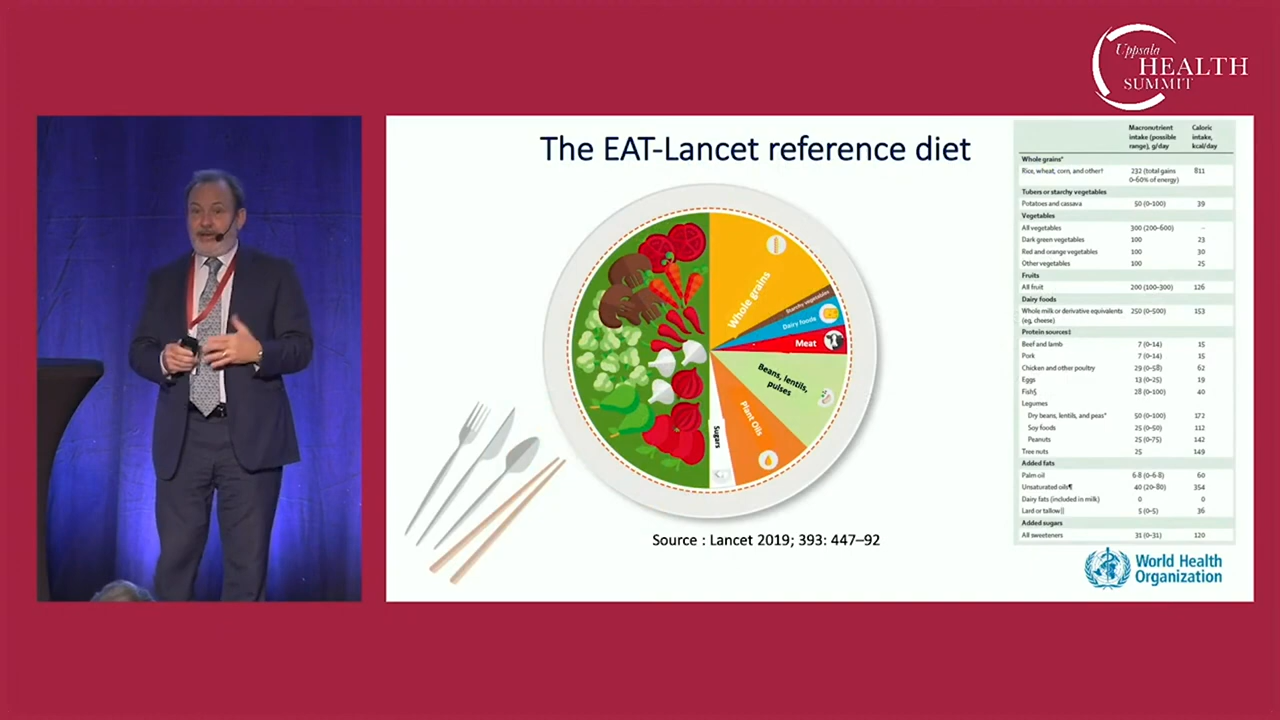 Uppsala
HEALTH
SUMMIT
The EAT-Lancet reference diet
Whole grains
Starchy vegetables
Dairy foods
Meat
Beans, lentils,
pulses
Plant Oils
Sugars
Source : Lancet 2019; 393: 447–92
Macronutrient intake (possible range), g/day Caloric intake, kcal/day
Whole grains*
Rice, wheat, corn, and other† 232 (total gains 0–60% of energy) 811
Tubers or starchy vegetables
Potatoes and cassava 50 (0–100) 39
Vegetables
All vegetables 300 (200–600) –
Dark green vegetables 100 23
Red and orange vegetables 100 30
Other vegetables 100 25
Fruits
All fruit 200 (100–300) 126
Dairy foods
Whole milk or derivative equivalents (eg, cheese) 250 (0–500) 153
Protein sources‡
Beef and lamb 7 (0–14) 15
Pork 7 (0–14) 15
Chicken and other poultry 29 (0–58) 62
Eggs 13 (0–25) 19
Fish§ 28 (0–100) 40
Legumes
Dry beans, lentils, and peas* 50 (0–100) 172
Soy foods 25 (0–50) 112
Peanuts 25 (0–75) 142
Tree nuts 25 149
Added fats
Palm oil 6·8 (0–6·8) 60
Unsaturated oils¶ 40 (20–80) 354
Dairy fats (included in milk) 0 0
Lard or tallow|| 5 (0–5) 36
Added sugars
All sweeteners 31 (0–31) 120
World Health
Organization